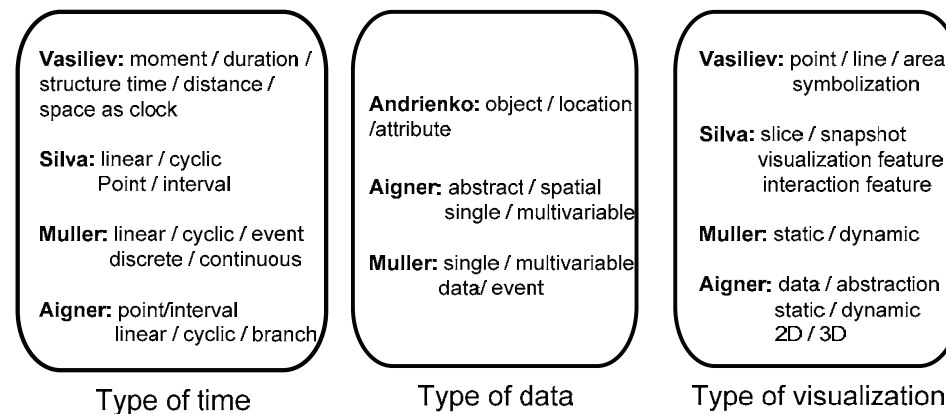 Vasiliev: moment / duration /
structure time / distance /
space as clock
Silva: linear / cyclic
Point / interval
Muller: linear / cyclic / event
discrete / continuous
Aigner: point/interval
linear / cyclic / branch
Type of time
Andrienko: object / location
/attribute
Aigner: abstract / spatial
single / multivariable
Muller: single / multivariable
data/ event
Type of data
Vasiliev: point / line / area
symbolization
Silva: slice / snapshot
visualization feature
interaction feature
Muller: static / dynamic
Aigner: data / abstraction
static / dynamic
2D / 3D
Type of visualization